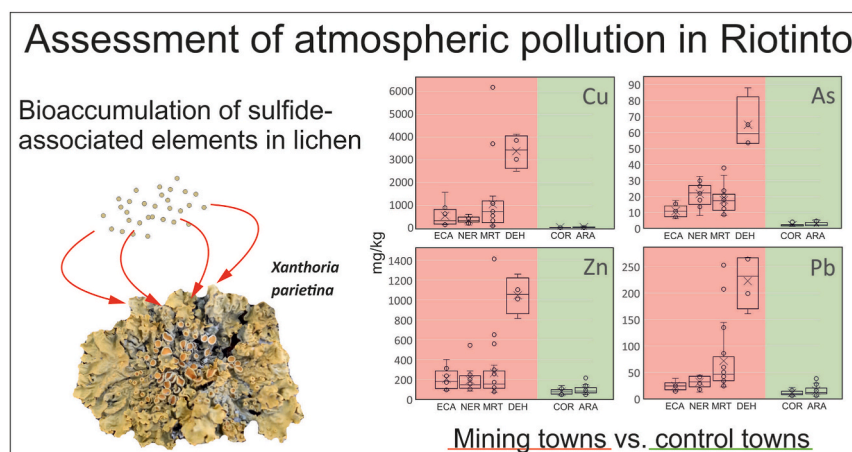 Assessment of atmospheric pollution in Riotinto
Bioaccumulation of sulfide-
associated elements in lichen
Xanthoria
parietina
mg/kg
Cu
6000
5000
4000
3000
2000
1000
0
ECA NER MRT DEH COR ARA
As
90
80
70
60
50
40
30
20
10
0
ECA NER MRT DEH COR ARA
Zn
1400
1200
1000
800
600
400
200
0
ECA NER MRT DEH COR ARA
Pb
250
200
150
100
50
0
ECA NER MRT DEH COR ARA
Mining towns vs. control towns